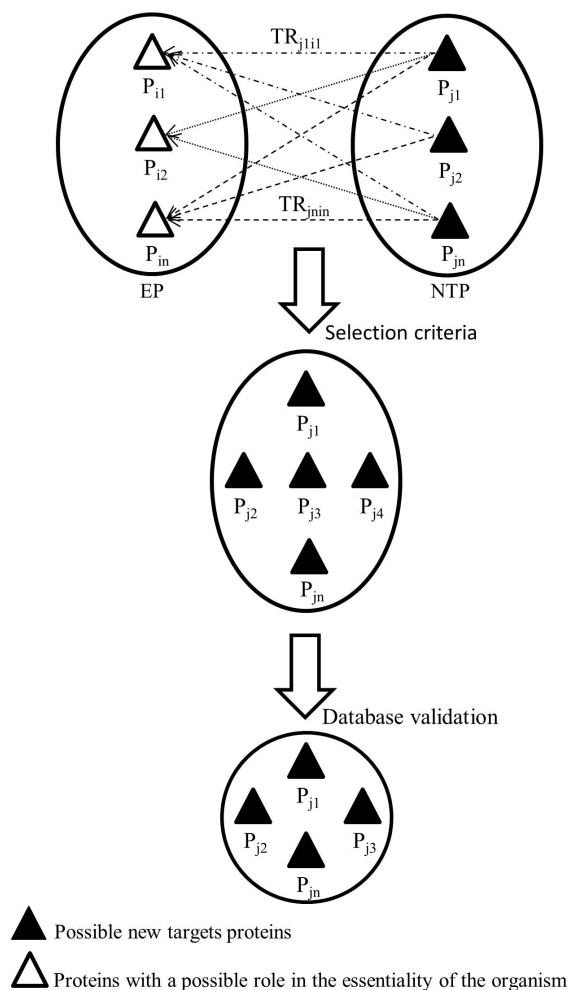 TRj1i1
Pi1 Pj1
Pi2 Pj2
TRjnin
Pin Pjn
EP NTP
Selection criteria
Pj1
Pj2 Pj3 Pj4
Pjn
Database validation
Pj1
Pj2 Pj3
Pjn
Possible new targets proteins
Proteins with a possible role in the essentiality of the organism